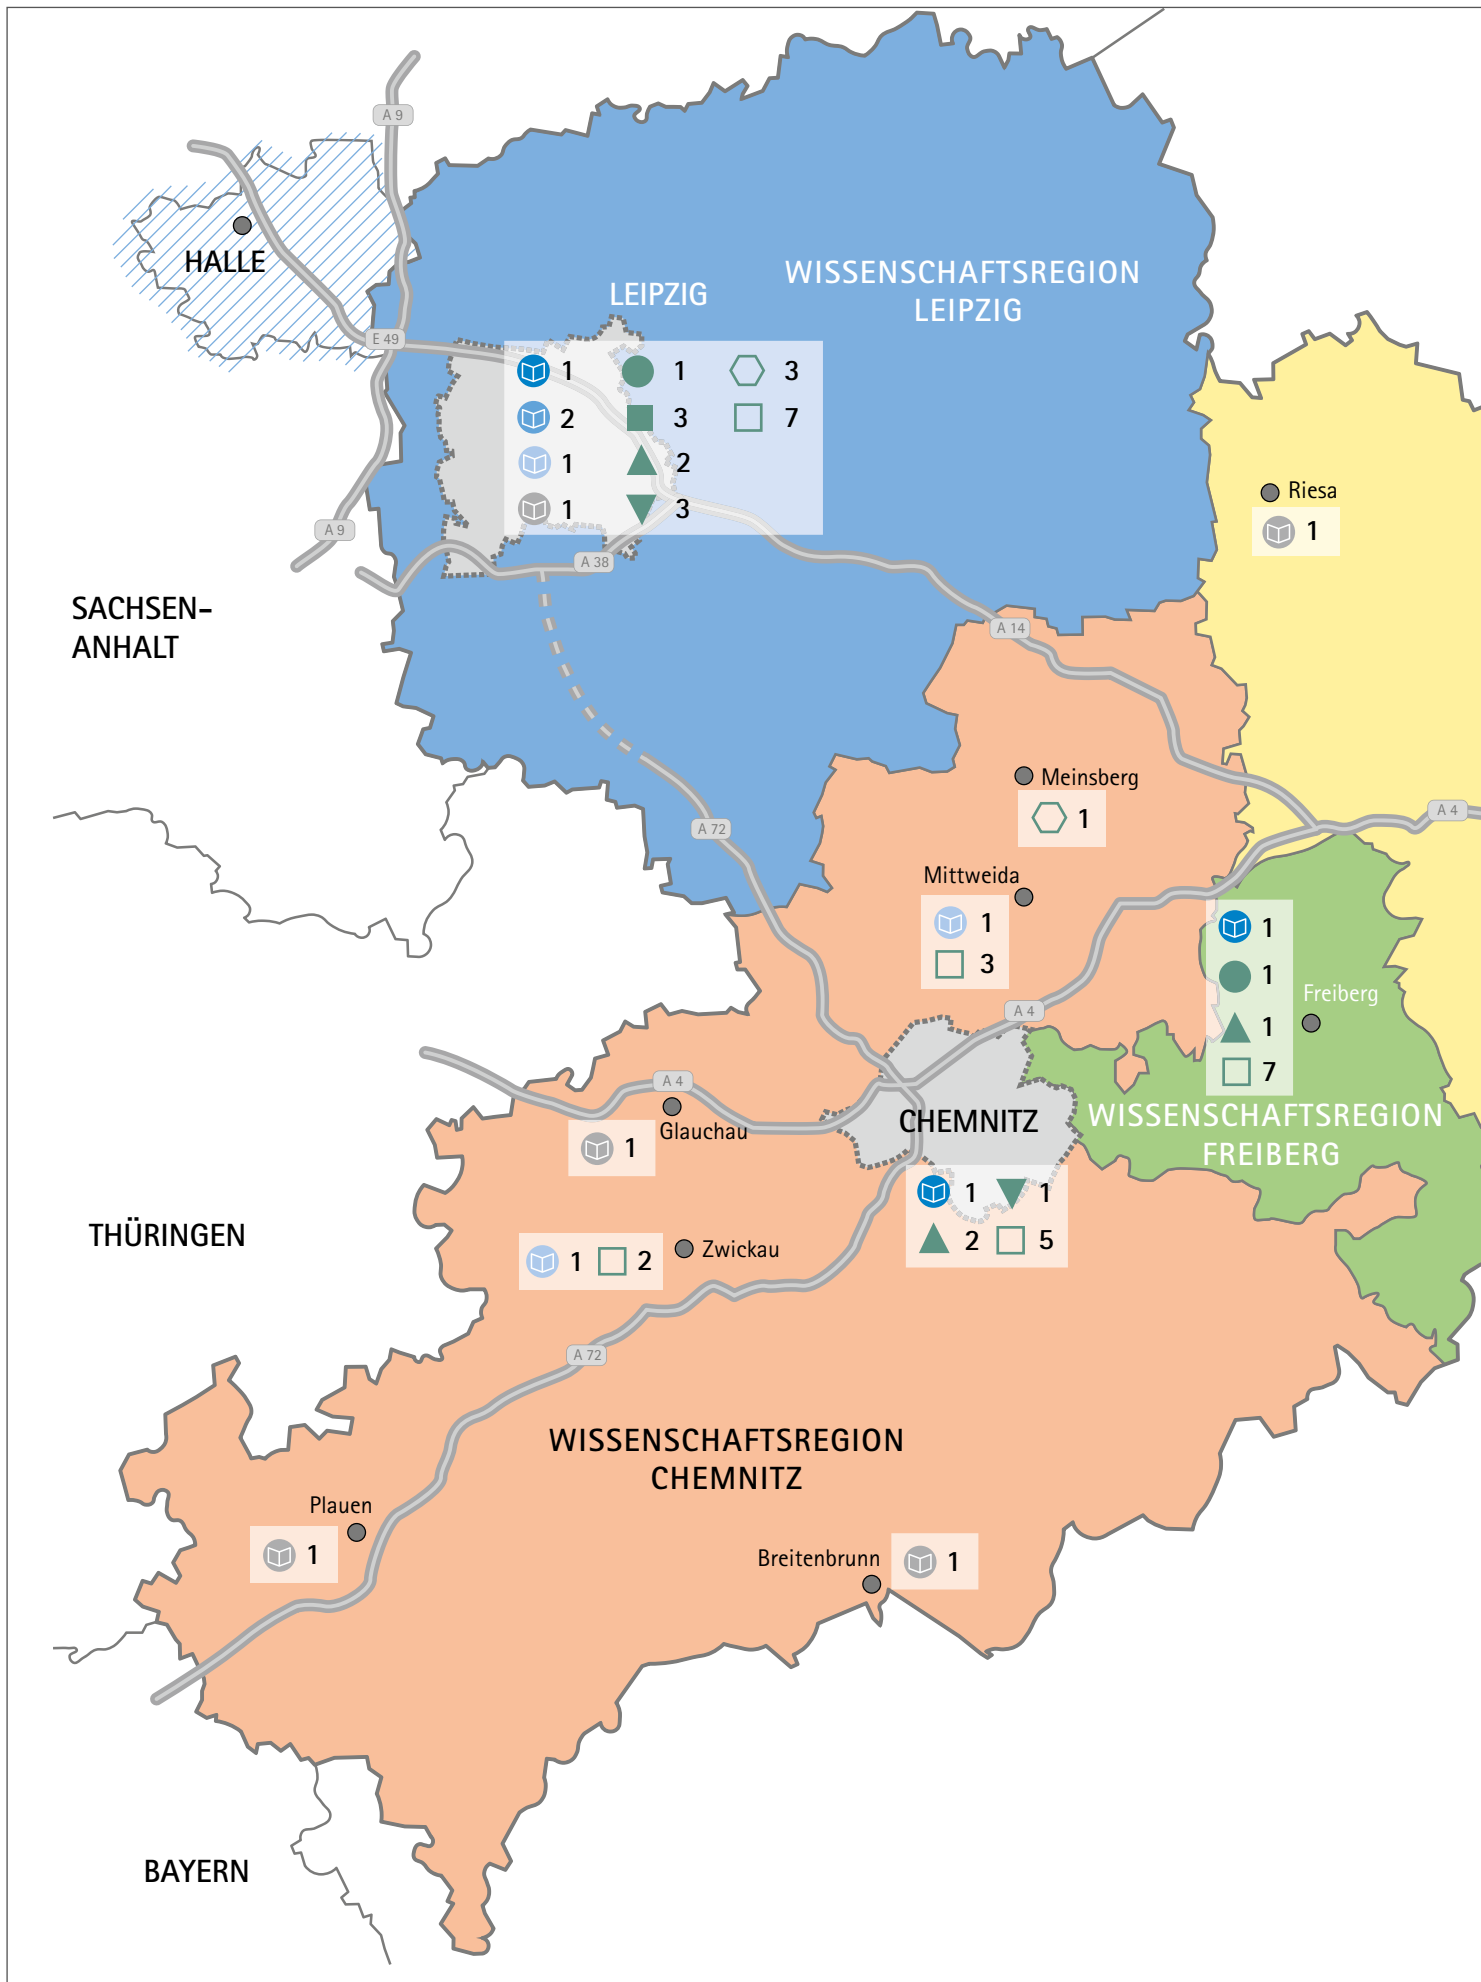 A 9
HALLE
WISSENSCHAFTSREGION
LEIPZIG
LEIPZIG
E 49
1 1 3
2 3 7
1 2
1 3
A 9
A 38
Riesa
1
SACHSEN-
ANHALT
A 14
Meinsberg
1
A 72
A 4
Mittweida
1
3
1
1
Freiberg
1
7
A 4
A 4
Glauchau
1
CHEMNITZ
WISSENSCHAFTSREGION
FREIBERG
1 1
2 5
THÜRINGEN
Zwickau
1 2
A 72
WISSENSCHAFTSREGION
CHEMNITZ
Plauen
1
Breitenbrunn
1
BAYERN